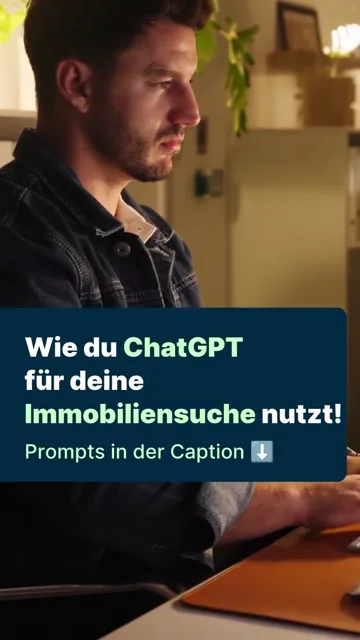 Wie du ChatGPT
für deine
Immobiliensuche nutzt!
Prompts in der Caption ⬇️